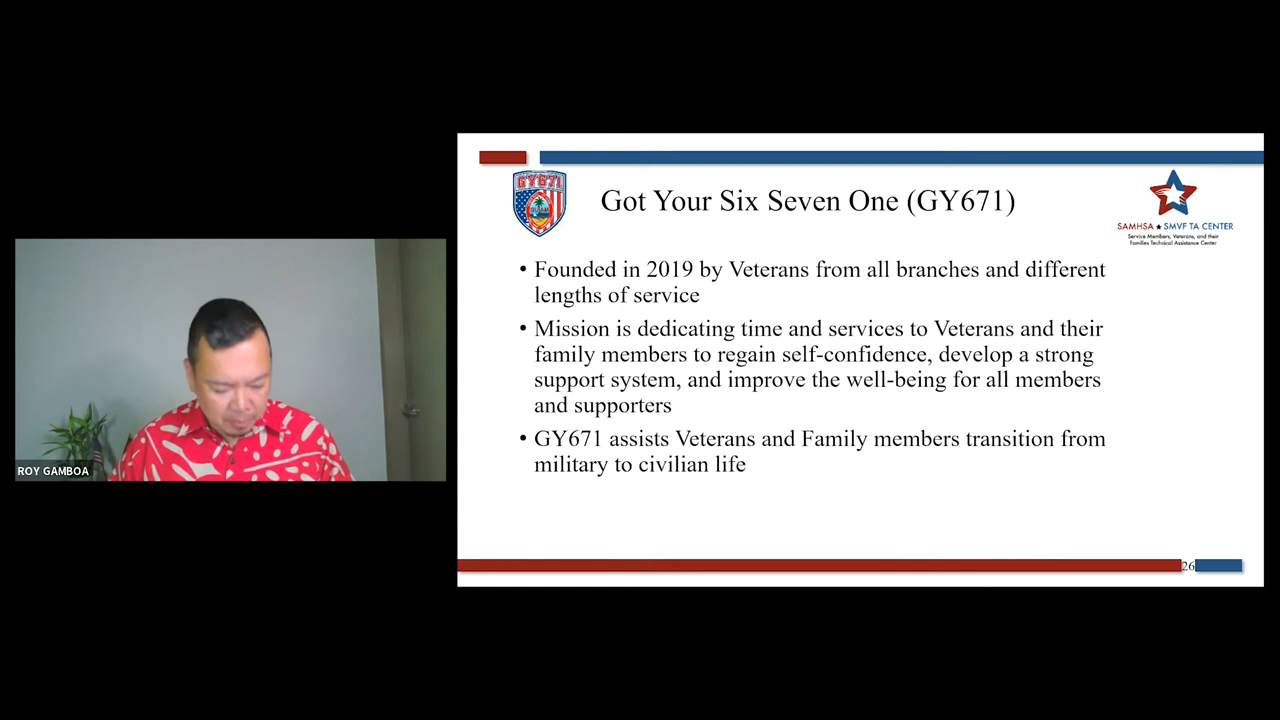 GY671
Got Your Six Seven One (GY671)
SAMHSA ★ SMVF TA CENTER
Service Members, Veterans, and their
Families Technical Assistance Center
• Founded in 2019 by Veterans from all branches and different
lengths of service
• Mission is dedicating time and services to Veterans and their
family members to regain self-confidence, develop a strong
support system, and improve the well-being for all members
and supporters
• GY671 assists Veterans and Family members transition from
military to civilian life
ROY GAMBOA
26